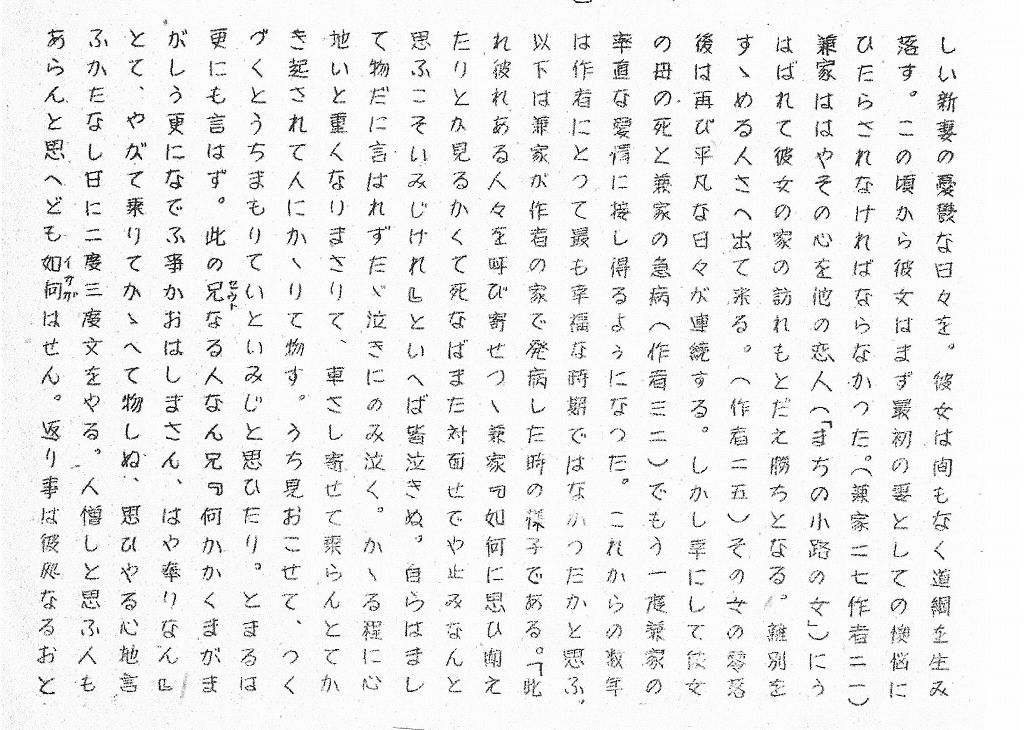 しい新妻の憂鬱な日々を。彼女は間もなく道綱を生み
落す。この頃から彼女はまず最初の妻としての懊悩に
ひたらされなければならなかつた。(兼家二七作者二一)
兼家ははやその心を他の恋人(「まちの小路の女」)にう
ばはれて彼女の家の訪れもとだえ勝ちとなる。離別を
すゝめる人さへ出て来る。(作者二五)その女の零落
後は再び平凡な日々が連続する。しかし幸にして彼女
の母の死と兼家の急病(作者三二)でもう一度兼家の
率直な愛情に接し得るようになつた。これからの数年
は作者にとつて最も幸福な時期ではなかつたかと思ふ、
以下は兼家が作者の家で発病した時の様子である。「此
れ彼れある人々を呼び寄せつゝ兼家『如何に思ひ聞え
たりとか見るかくて死なばまた対面せでや止みなんと
思ふこそいみじけれ』といへば皆泣きぬ。自らはまし
て物だに言はれずたゞ泣きにのみ泣く。かゝる程に心
地いと重くなりまさりて、車さし寄せて来らんとてか
き起されて人にかゝりて物す。うち見おこせて、つく
づくとうちまもりていといみじと思ひたり。とまるは
更にも言はず。此の兄セウトなる人なん兄『何かかくまがま
がしう更になでふ事かおはしまさん、はや奉りなん』
とて、やがて乗りてかゝへて物しぬ、思ひやる心地言
ふかたなし日に二度三度文をやる。人僧しと思ふ人も
あらんと思へども如何イカガはせん。返り事は彼処なるおと